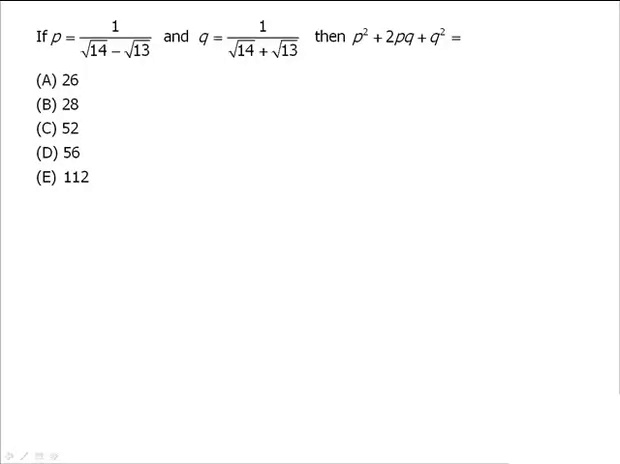 If p = 1/(√14 − √13) and q = 1/(√14 + √13) then p² + 2pq + q² =
(A) 26
(B) 28
(C) 52
(D) 56
(E) 112